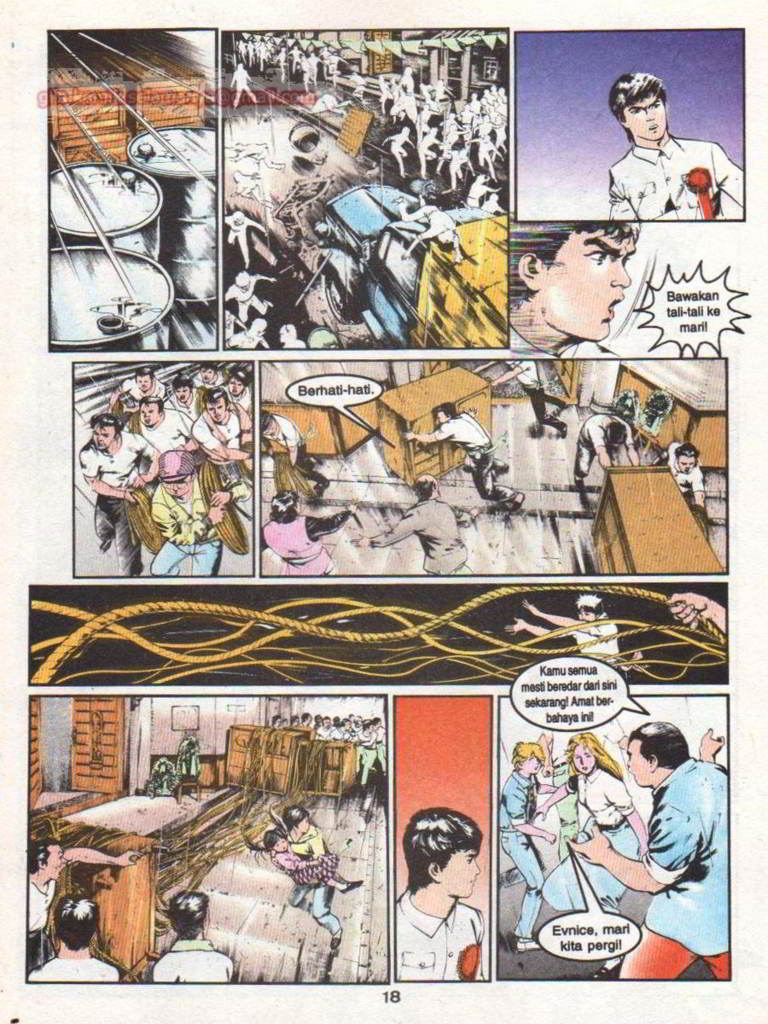 Bawakan
tali-tali ke
mari!
Berhati-hati.
Kamu semua
mesti beredar dari sini
sekarang! Amat ber-
bahaya ini!
Evnice, mari
kita pergi!
18